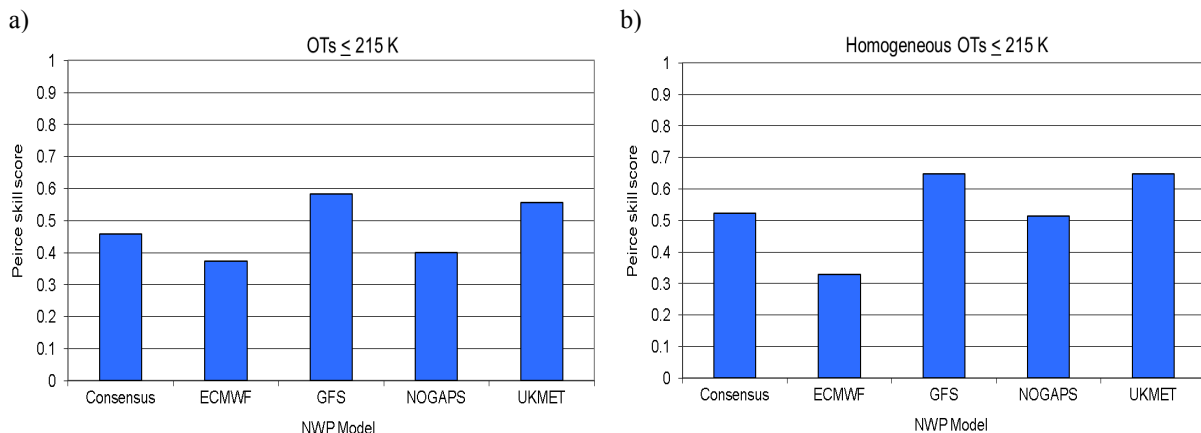 a)
OTs ≤ 215 K
1
0.9
0.8
0.7
0.6
0.5
0.4
0.3
0.2
0.1
0
Peirce skill score
Consensus ECMWF GFS NOGAPS UKMET
NWP Model
b)
Homogeneous OTs ≤ 215 K
1
0.9
0.8
0.7
0.6
0.5
0.4
0.3
0.2
0.1
0
Peirce skill score
Consensus ECMWF GFS NOGAPS UKMET
NWP Model